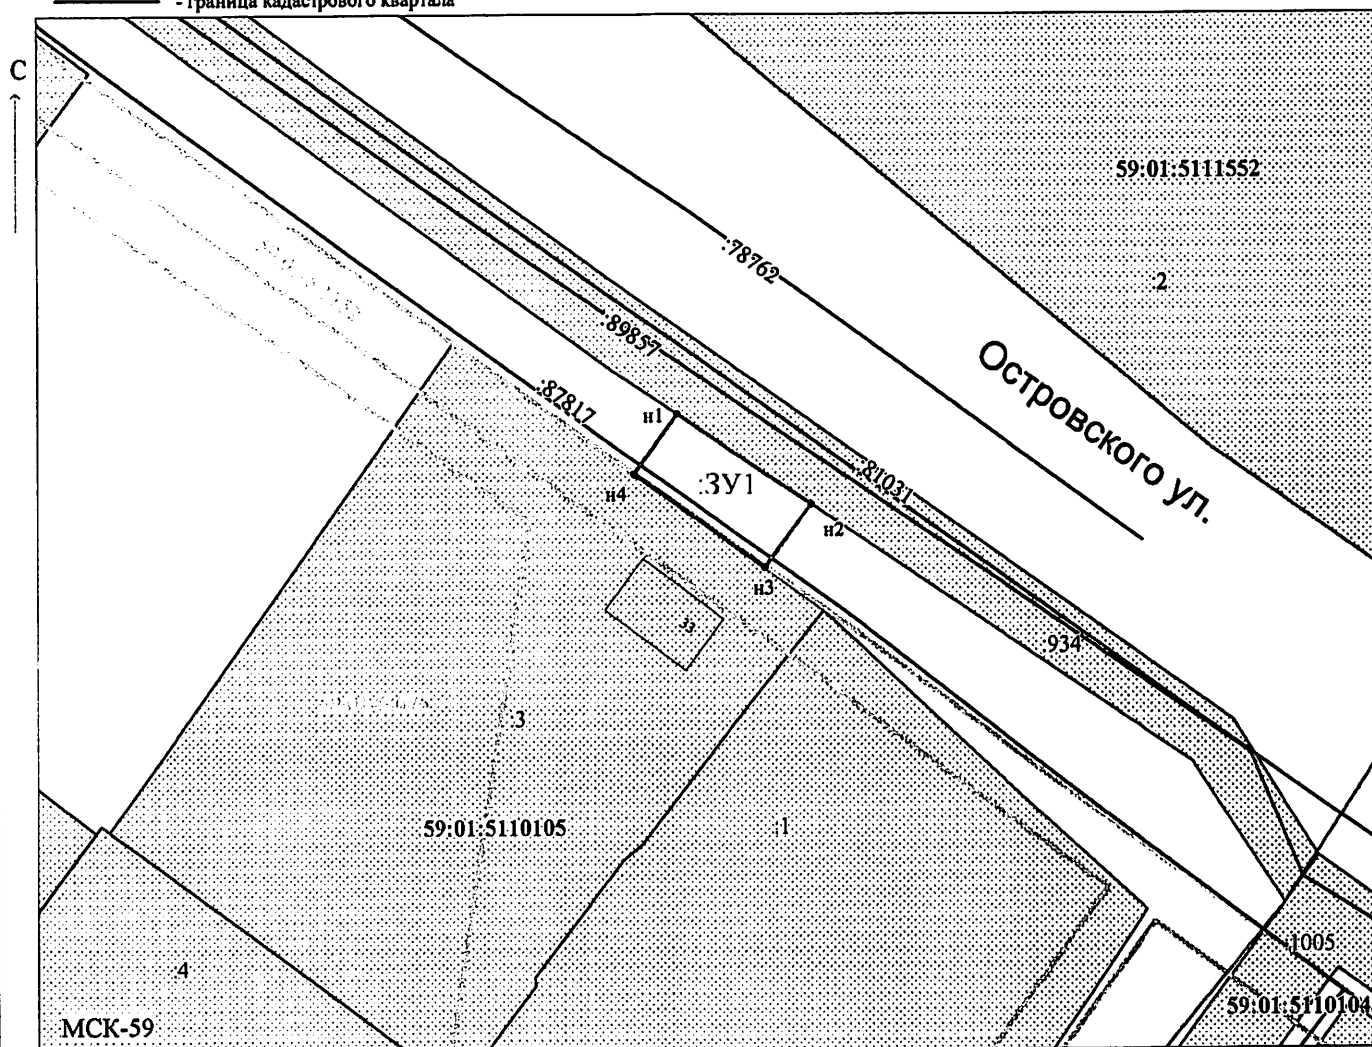 - граница кадастрового квартала
С
59:01:5111552
:78762
:2
:89857
Островского ул.
:87817
н1
:81031
:ЗУ1
н4
н2
н3
33
934
:3
59:01:5110105
:1
:4
:1005
59:01:5110104
МСК-59